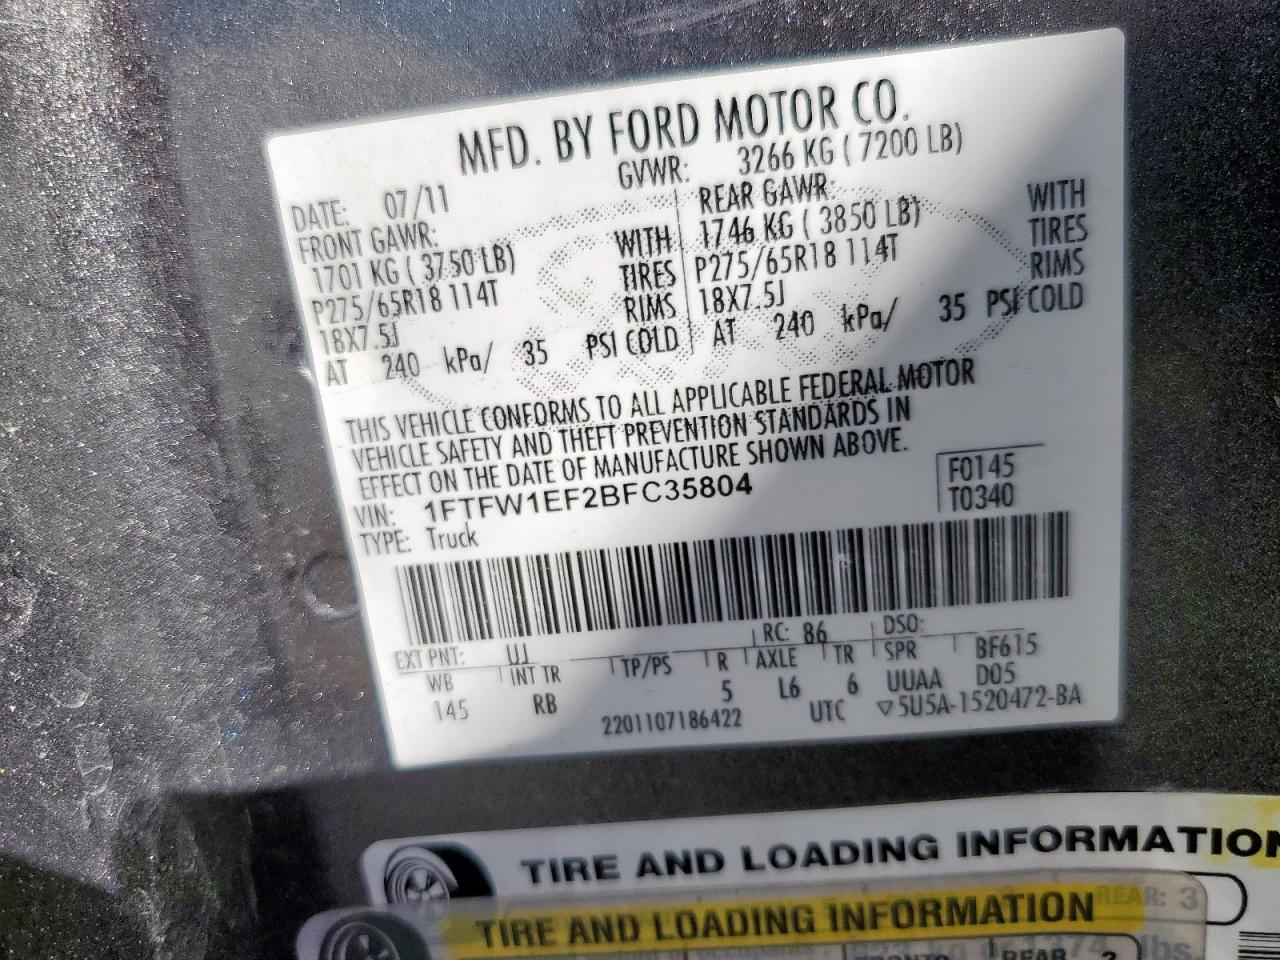 MFD. BY FORD MOTOR CO.
DATE: 07/11 GVWR: 3266 KG ( 7200 LB)
FRONT GAWR: REAR GAWR:
1701 KG ( 3750 LB) WITH 1746 KG ( 3850 LB) WITH
P275/65R18 114T TIRES P275/65R18 114T TIRES
18X7.5J RIMS 18X7.5J RIMS
AT 240 kPa/ 35 PSI COLD AT 240 kPa/ 35 PSI COLD
THIS VEHICLE CONFORMS TO ALL APPLICABLE FEDERAL MOTOR
VEHICLE SAFETY AND THEFT PREVENTION STANDARDS IN
EFFECT ON THE DATE OF MANUFACTURE SHOWN ABOVE.
VIN: 1FTFW1EF2BFC35804 F0145
TYPE: Truck T0340
EXT PNT: UJ RC: 86 DSO: BF615
WB INT TR TP/PS R AXLE TR SPR D05
145 RB 5 L6 6 UUAA
2201107186422 UTC ▽5U5A-1520472-BA
TIRE AND LOADING INFORMATION
REAR: 3
TIRE AND LOADING INFORMATION
lbs.
REAR